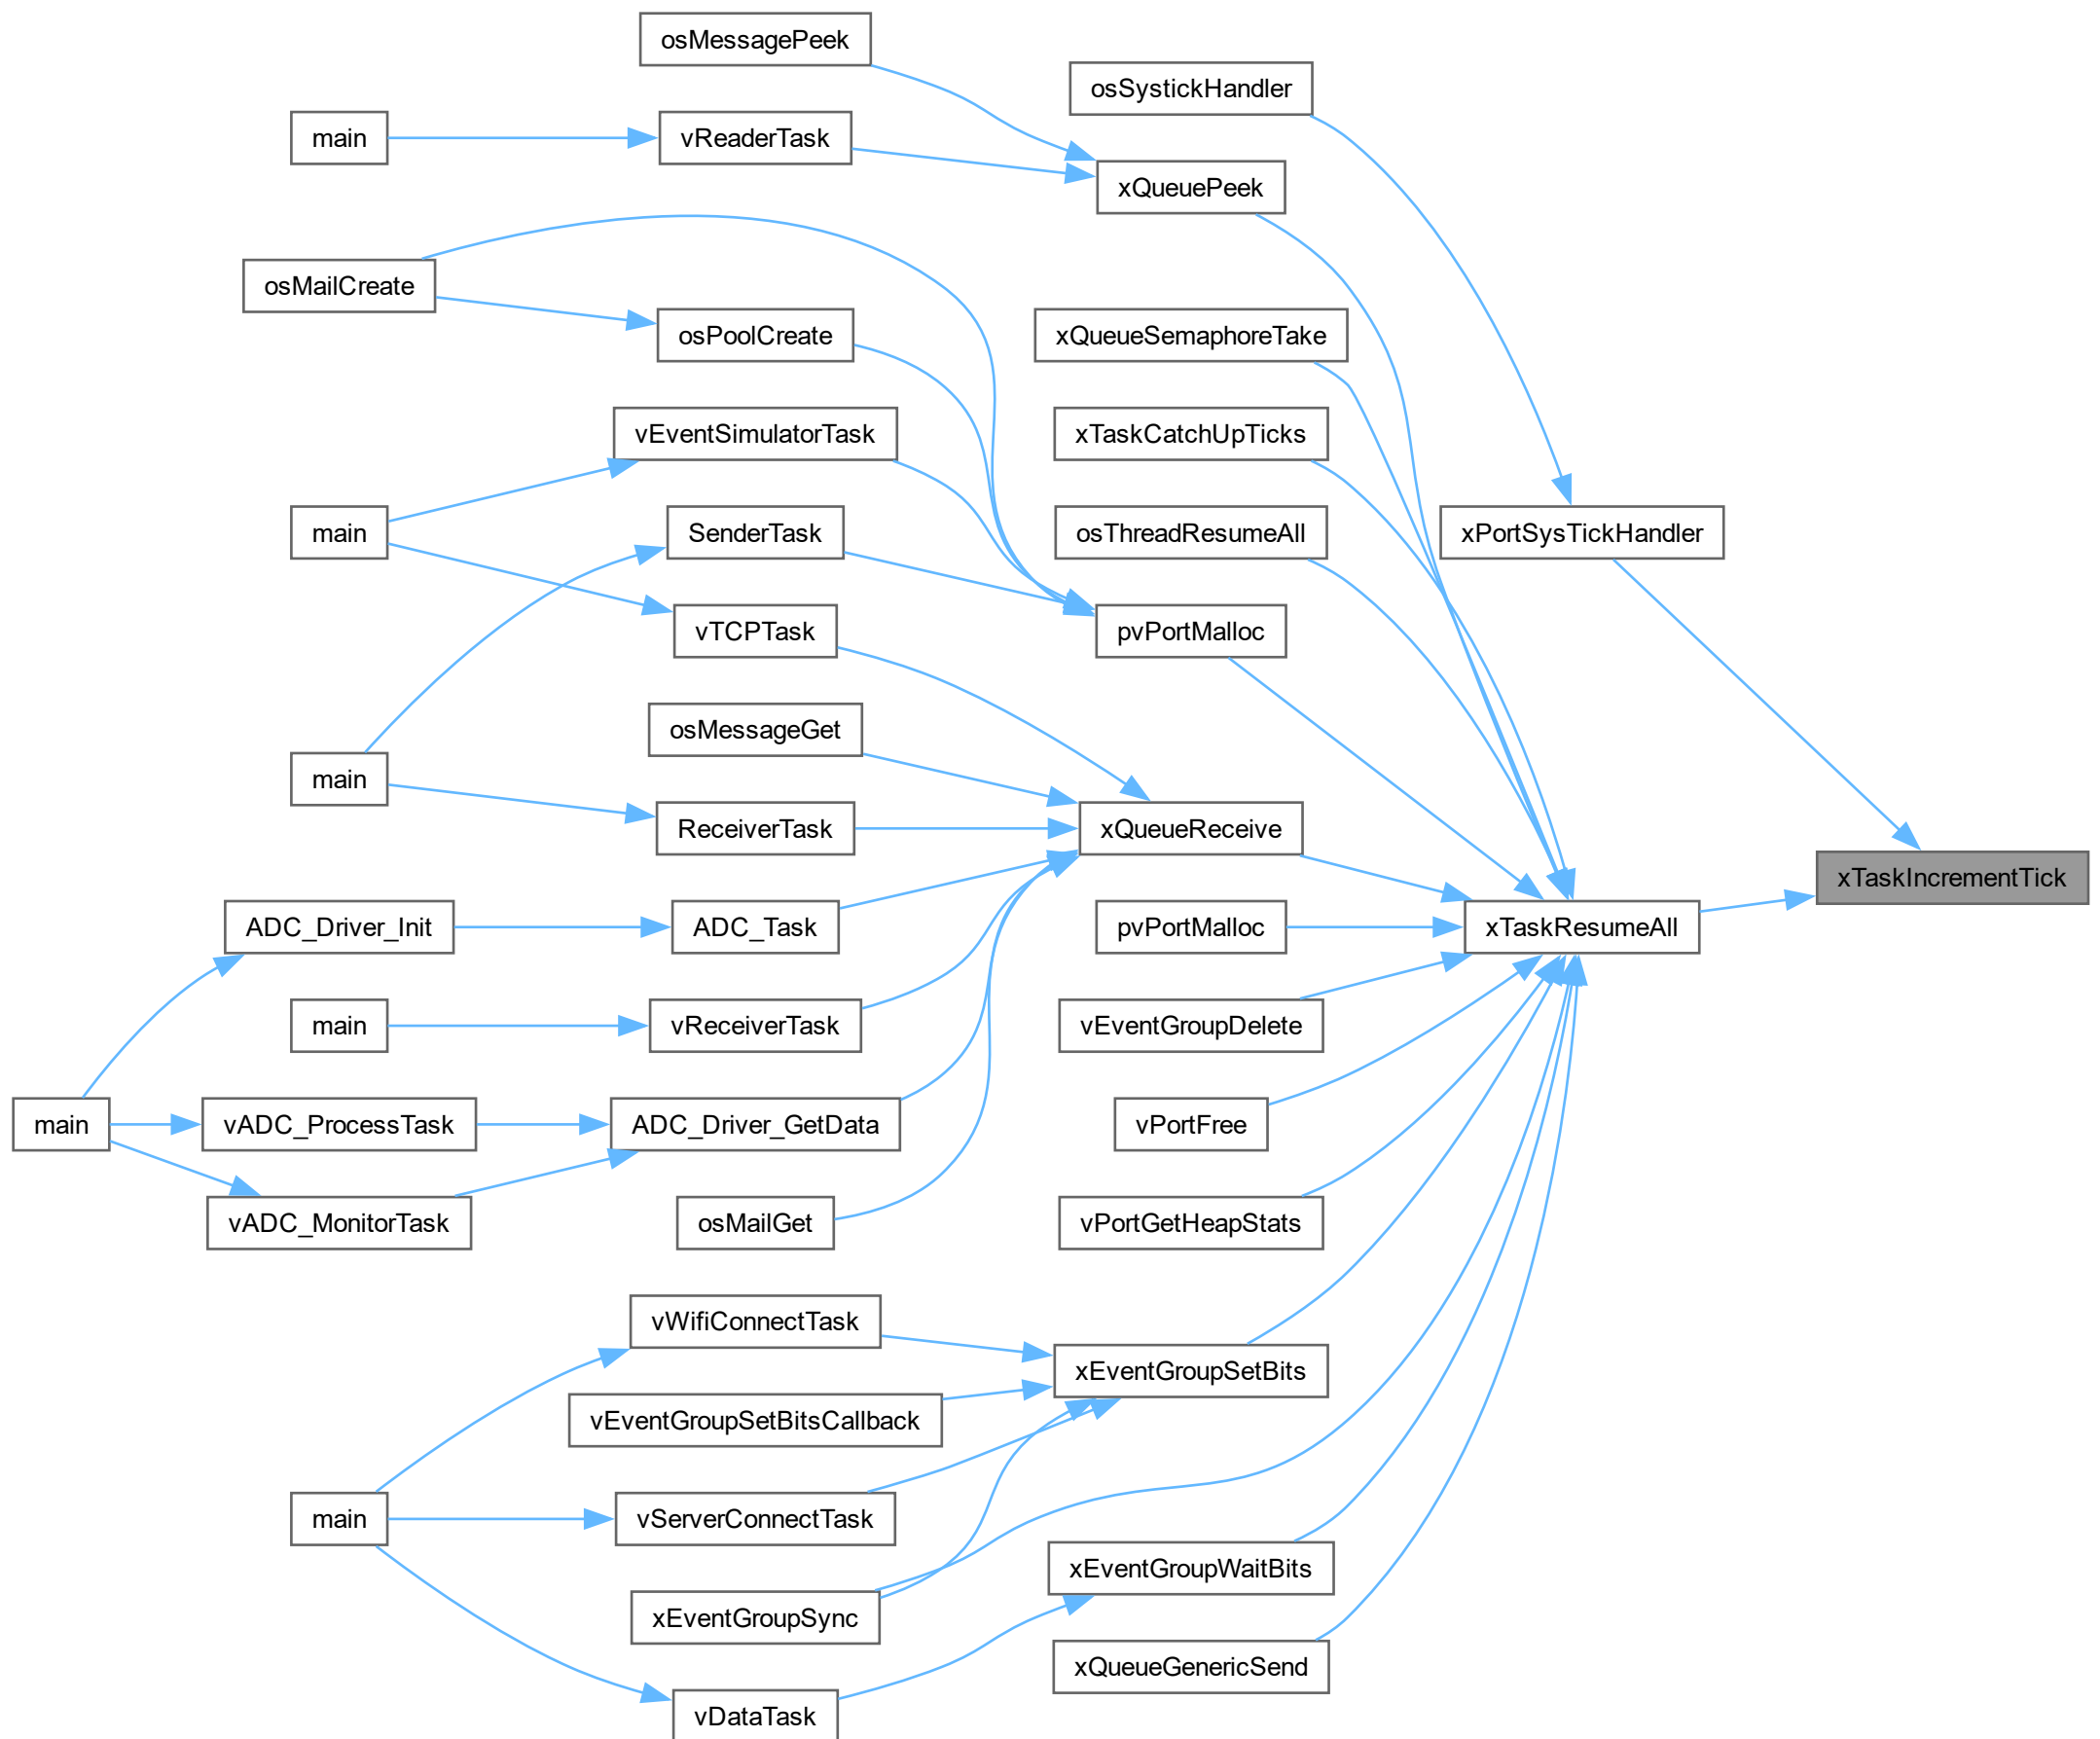 osMessagePeek
osSystickHandler
main
vReaderTask
xQueuePeek
osMailCreate
osPoolCreate
xQueueSemaphoreTake
vEventSimulatorTask
xTaskCatchUpTicks
main
SenderTask
osThreadResumeAll
xPortSysTickHandler
vTCPTask
pvPortMalloc
osMessageGet
main
ReceiverTask
xQueueReceive
xTaskIncrementTick
ADC_Driver_Init
ADC_Task
pvPortMalloc
xTaskResumeAll
main
vReceiverTask
vEventGroupDelete
main
vADC_ProcessTask
ADC_Driver_GetData
vPortFree
vADC_MonitorTask
osMailGet
vPortGetHeapStats
vWifiConnectTask
xEventGroupSetBits
vEventGroupSetBitsCallback
main
vServerConnectTask
xEventGroupWaitBits
xEventGroupSync
xQueueGenericSend
vDataTask